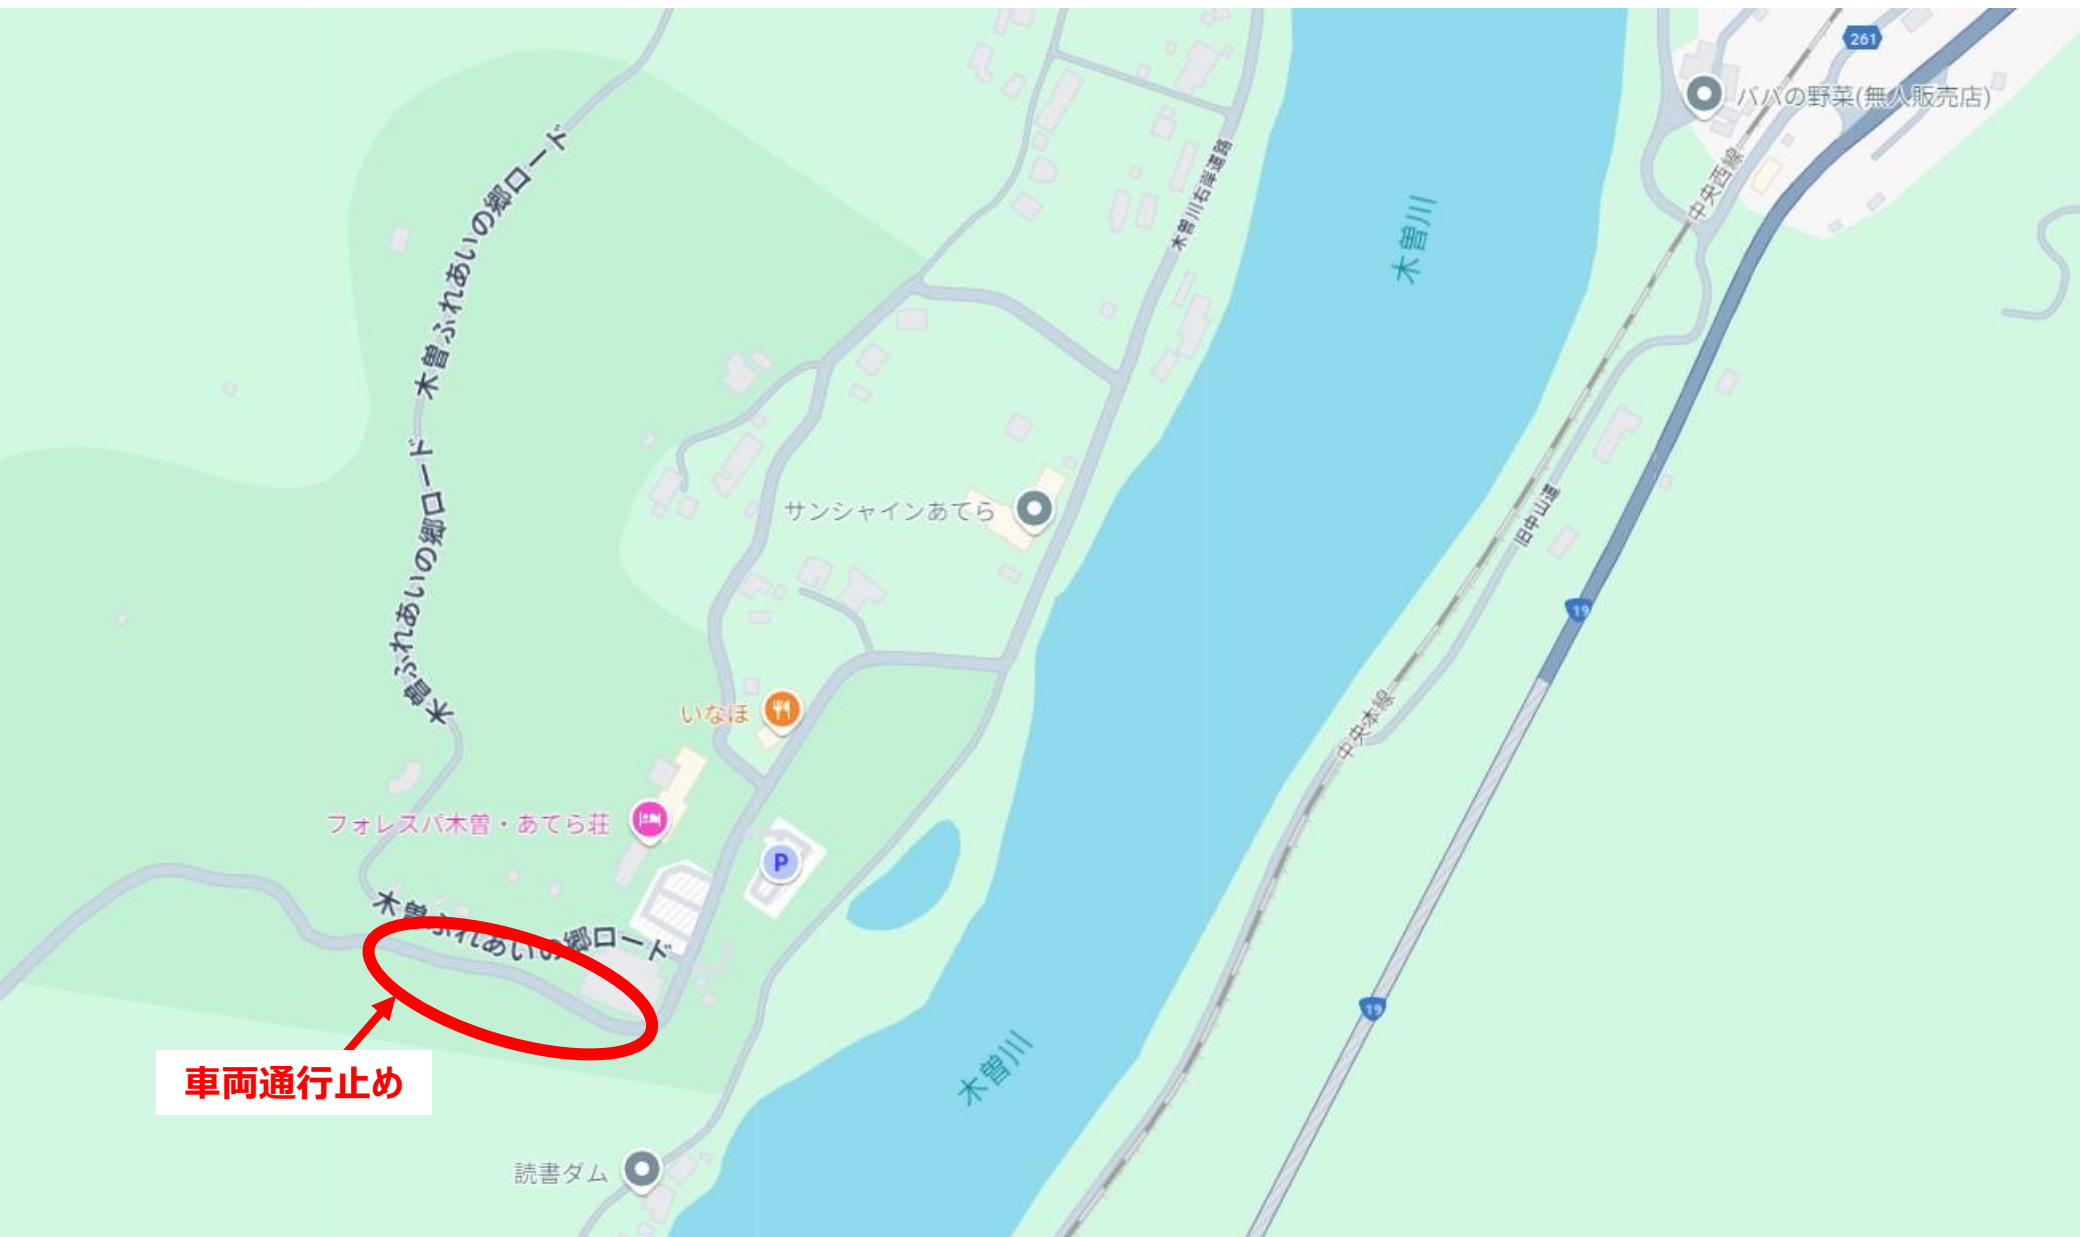 261
ババの野菜(無人販売店)
木曽ふれあいの郷ロード
木曽川右岸道路
中央西線
木曽川
木曽ふれあいの郷ロード
サンシャインあてら
旧中山道
19
いなほ
中央本線
フォレスパ木曽・あてら荘
P
木曽ふれあいの郷ロード
19
車両通行止め
木曽川
読書ダム